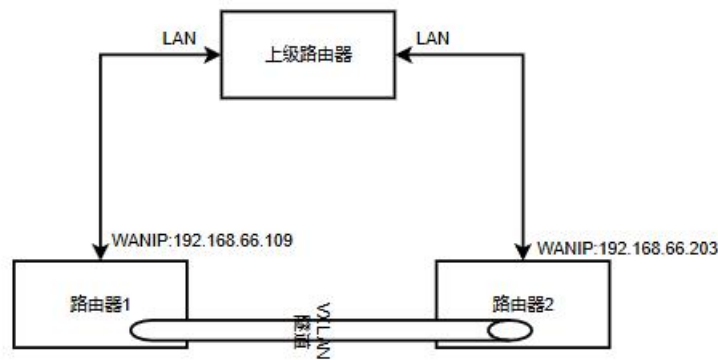 LAN
上级路由器
LAN
WANIP:192.168.66.109
WANIP:192.168.66.203
路由器1
路由器2
VXLAN
隧道